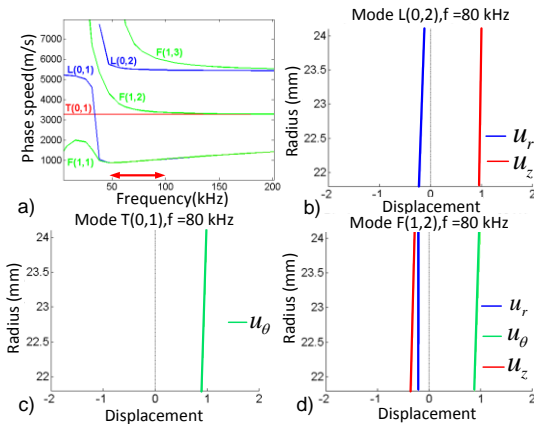 Phase speed(m/s)
8000
7000
6000
5000
4000
3000
2000
1000
L(0,1)
L(0,2)
F(1,3)
F(1,2)
T(0,1)
F(1,1)
50
100
150
200
Frequency(kHz)
a)
Mode L(0,2),f =80 kHz
Radius (mm)
24
23.5
23
22.5
22
-2
-1
0
1
2
Displacement
u_r
u_z
b)
Mode T(0,1),f =80 kHz
Radius (mm)
24
23.5
23
22.5
22
-2
-1
0
1
2
Displacement
u_θ
c)
Mode F(1,2),f =80 kHz
Radius (mm)
24
23.5
23
22.5
22
-2
-1
0
1
2
Displacement
u_r
u_θ
u_z
d)